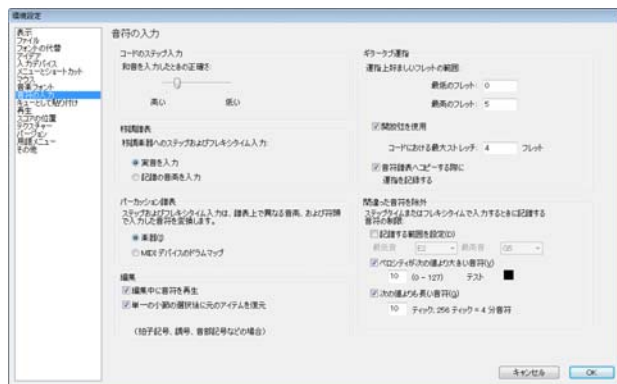 環境設定
表示
ファイル
フォントの代替
アイデア
入力デバイス
メニューとショートカット
マウス
音楽フォント
音符の入力
キューとして貼り付け
再生
スコアの位置
テクスチャー
バージョン
用語メニュー
その他
音符の入力
コードのステップ入力
和音を入力したときの正確さ:
高い
低い
移調譜表
移調楽器へのステップおよびフレキシタイム入力:
実音を入力
記譜の音高を入力
パーカッション譜表
ステップおよびフレキシタイム入力は、譜表上で異なる音高、および符頭
で入力した音符を変換します。
楽器(I)
MIDI デバイスのドラムマップ
編集
編集中に音符を再生
単一の小節の選択後に元のアイテムを復元
(拍子記号、調号、音部記号などの場合)
ギタータブ運指
運指上好ましいフレットの範囲
最低のフレット: 0
最高のフレット: 5
開放弦を使用
コードにおける最大ストレッチ: 4 フレット
音符譜表へコピーする際に
運指を記録する
間違った音符を除外
ステップタイムまたはフレキシタイムで入力するときに記譜する
音符の制限:
記譜する範囲を設定(D)
最低音 E2 - 最高音 G5
ベロシティが次の値より大きい音符(V)
10 (0 - 127) テスト
次の値よりも長い音符(G)
10 ティック; 256 ティック = 4 分音符
キャンセル
OK